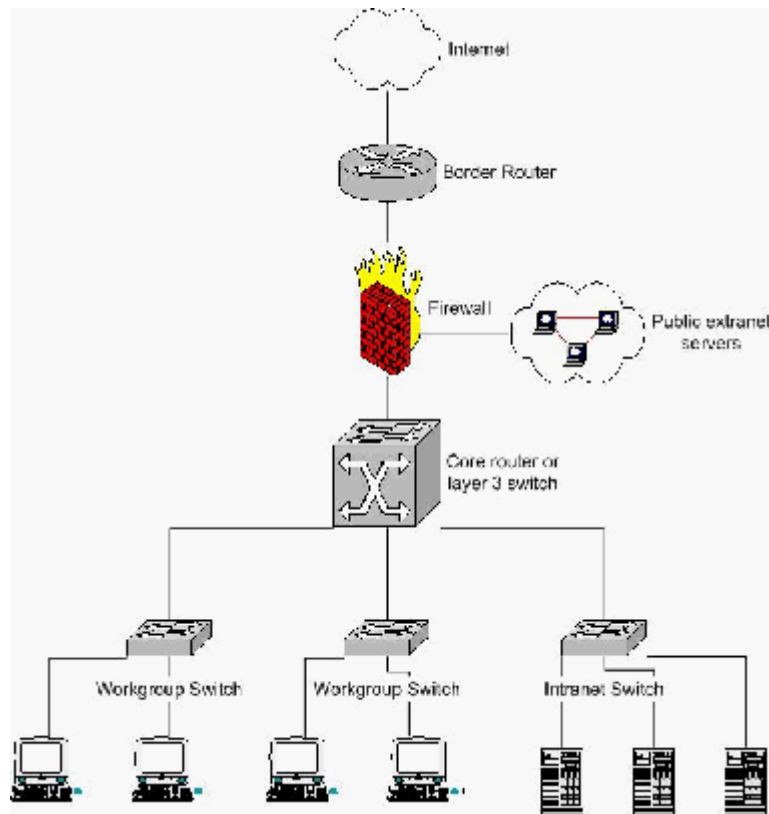 Internet
Border Router
Firewall
Public extranet
servers
Core router or
layer 3 switch
Workgroup Switch
Workgroup Switch
Intranet Switch